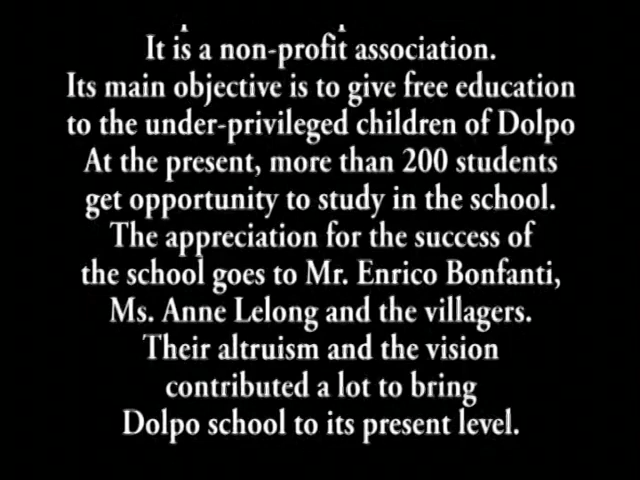 It is a non-profit association.
Its main objective is to give free education
to the under-privileged children of Dolpo
At the present, more than 200 students
get opportunity to study in the school.
The appreciation for the success of
the school goes to Mr. Enrico Bonfanti,
Ms. Anne Lelong and the villagers.
Their altruism and the vision
contributed a lot to bring
Dolpo school to its present level.